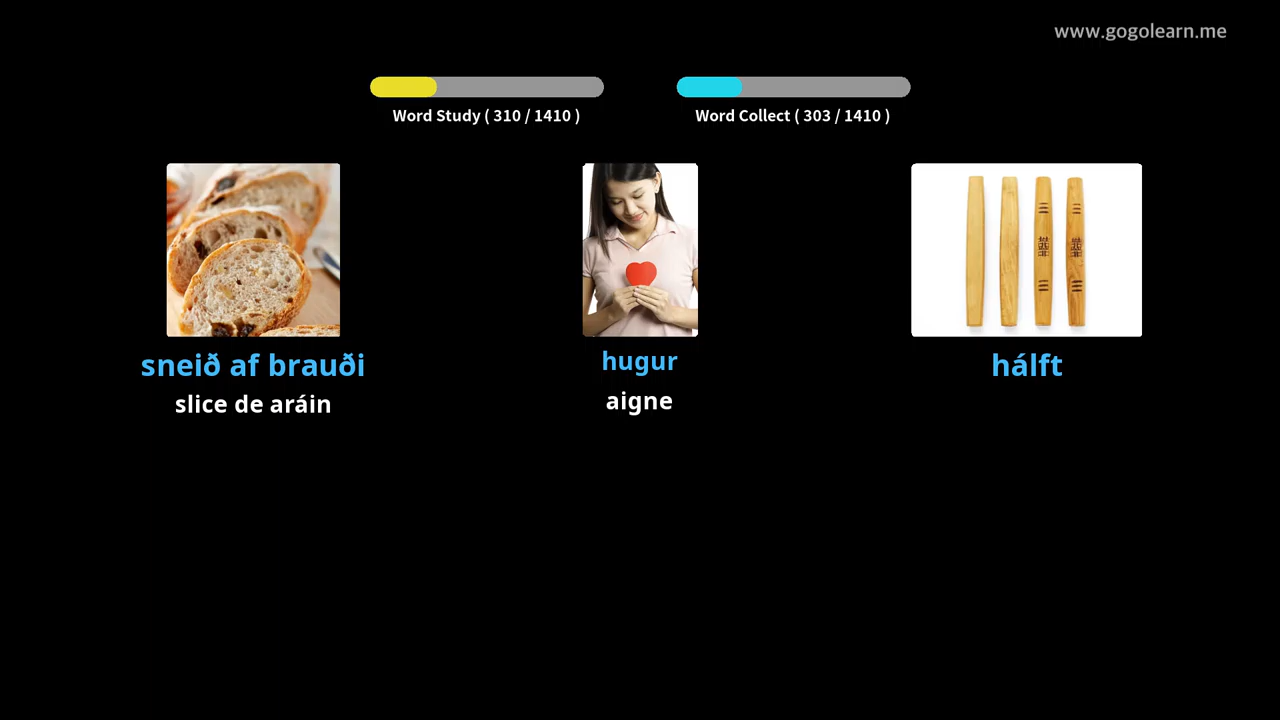 www.gogolearn.me
Word Study ( 310 / 1410 )
Word Collect ( 303 / 1410 )
sneið af brauði
slice de aráin
hugur
aigne
hálft